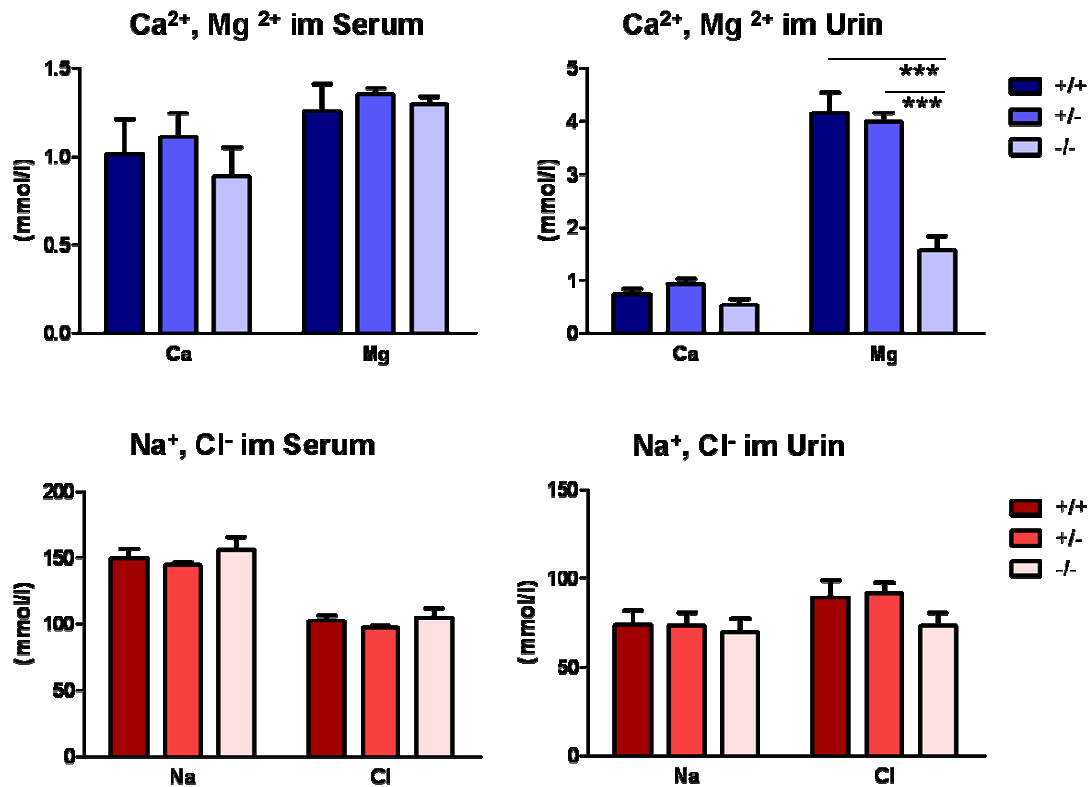 Ca²⁺, Mg ²⁺ im Serum
(mmol/l)
1.5
1.0
0.5
0.0
Ca
Mg
Ca²⁺, Mg ²⁺ im Urin
(mmol/l)
5
4
3
2
1
0
***
***
Ca
Mg
+/+
+/-
-/-
Na⁺, Cl⁻ im Serum
(mmol/l)
200
150
100
50
0
Na
Cl
Na⁺, Cl⁻ im Urin
(mmol/l)
150
100
50
0
Na
Cl
+/+
+/-
-/-